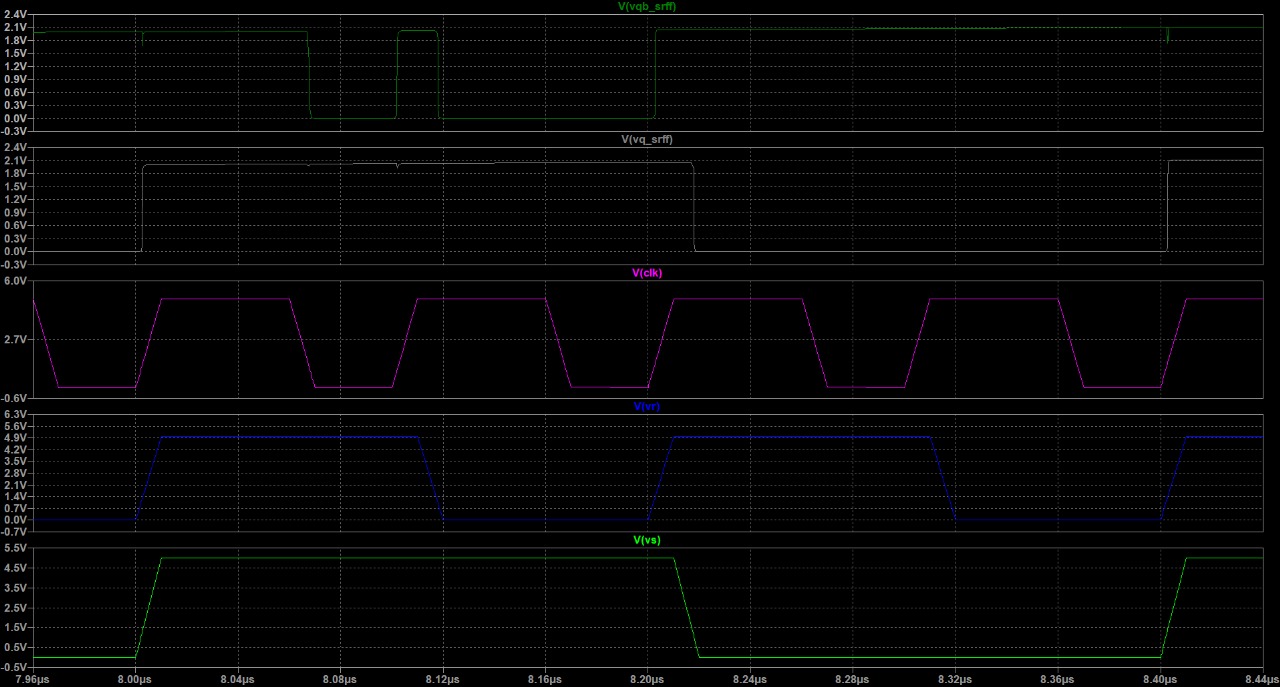 V(vqb_srff)
2.4V
2.1V
1.8V
1.5V
1.2V
0.9V
0.6V
0.3V
0.0V
-0.3V
V(vq_srff)
2.4V
2.1V
1.8V
1.5V
1.2V
0.9V
0.6V
0.3V
0.0V
-0.3V
V(clk)
6.0V
2.7V
-0.6V
V(vr)
6.3V
5.6V
4.9V
4.2V
3.5V
2.8V
2.1V
1.4V
0.7V
0.0V
-0.7V
V(vs)
5.5V
4.5V
3.5V
2.5V
1.5V
0.5V
-0.5V
7.96µs 8.00µs 8.04µs 8.08µs 8.12µs 8.16µs 8.20µs 8.24µs 8.28µs 8.32µs 8.36µs 8.40µs 8.44µs